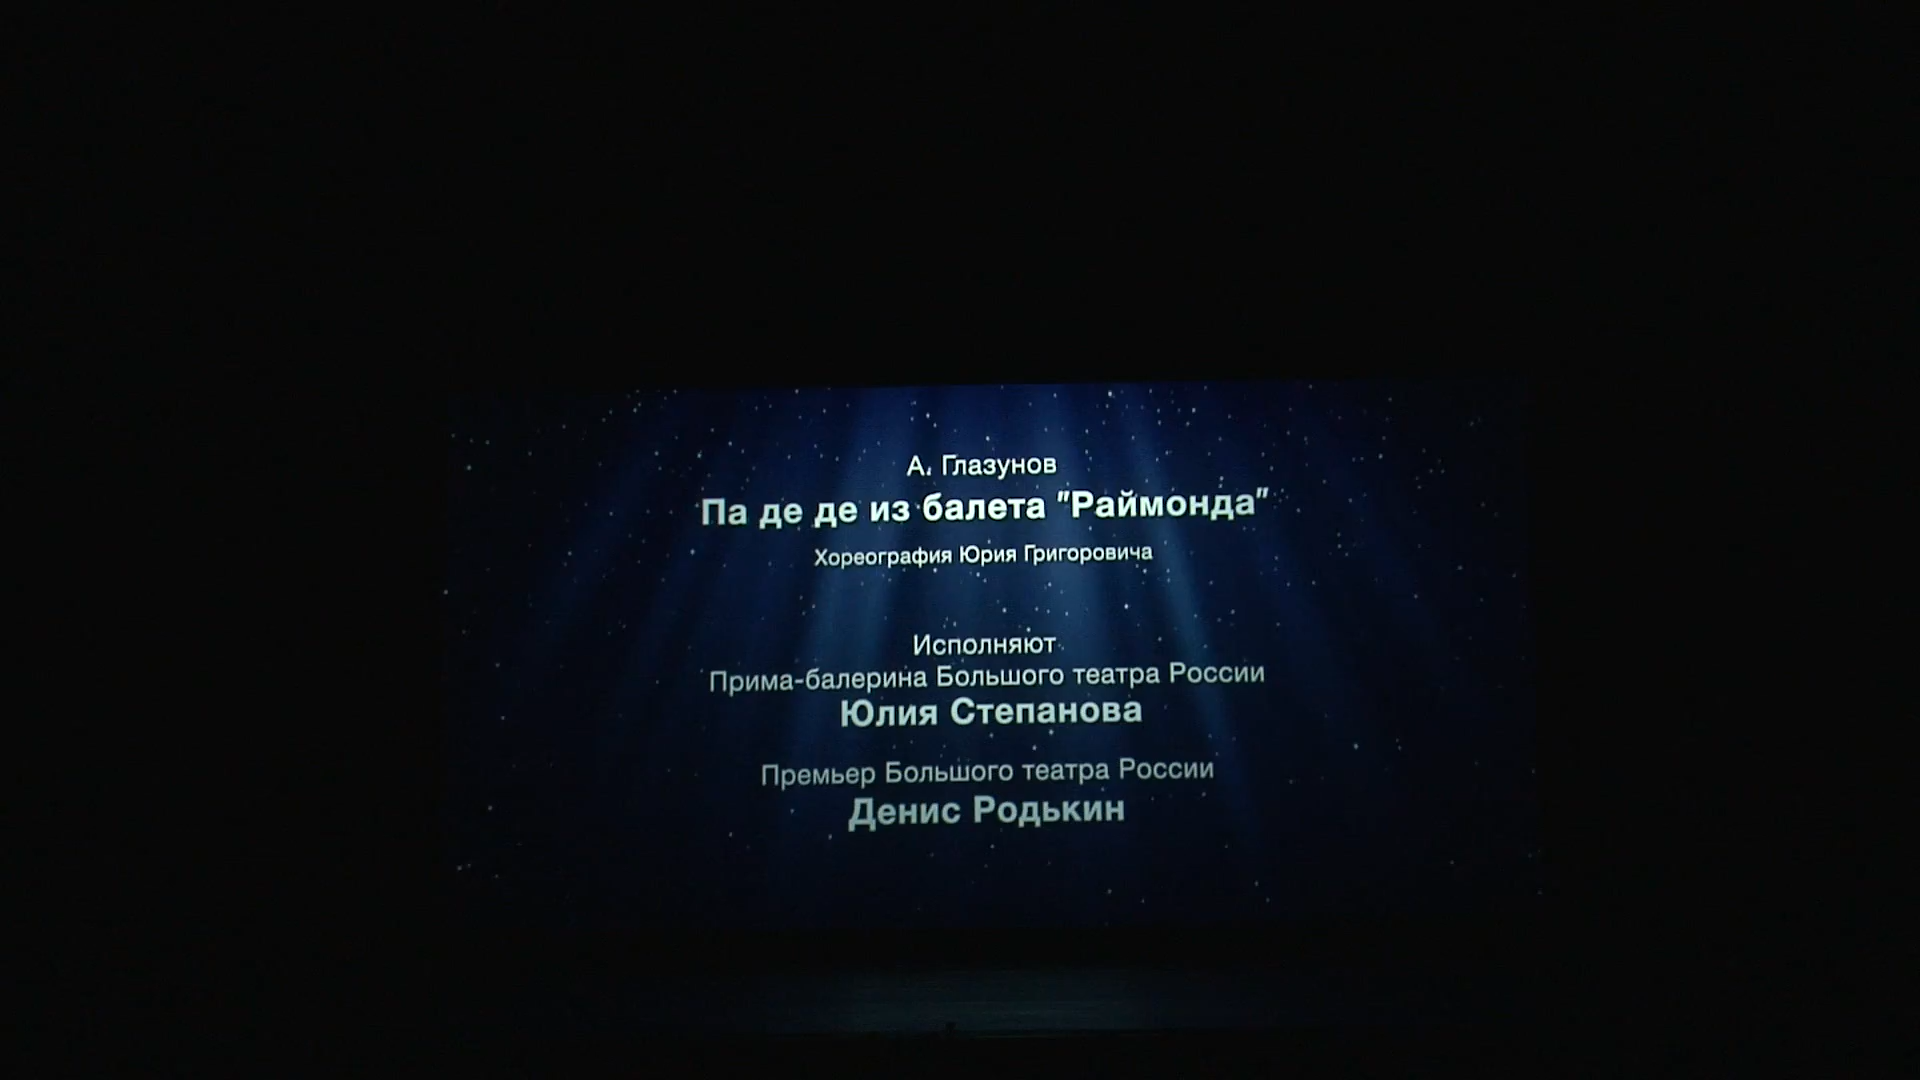 А. Глазунов
Па де де из балета "Раймонда"
Хореография Юрия Григоровича
Исполняют
Прима-балерина Большого театра России
Юлия Степанова
Премьер Большого театра России
Денис Родькин